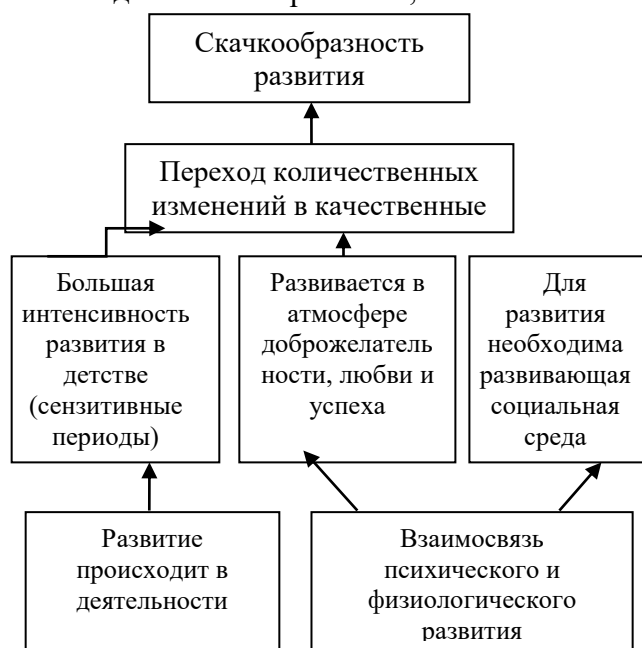 Скачкообразность
развития
Переход количественных
изменений в качественные
Большая
интенсивность
развития в
детстве
(сензитивные
периоды)
Развивается в
атмосфере
доброжелатель
ности, любви и
успеха
Для
развития
необходима
развивающая
социальная
среда
Развитие
происходит в
деятельности
Взаимосвязь
психического и
физиологического
развития